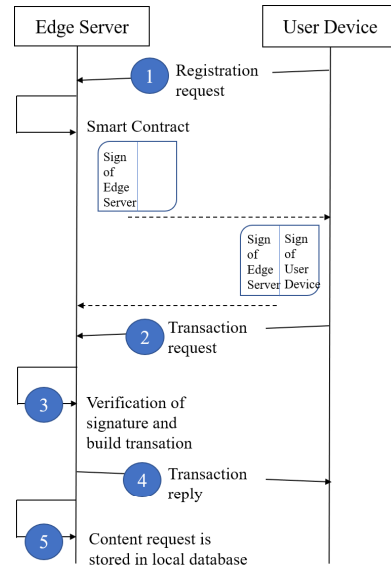 Edge Server
User Device
1
Registration
request
Smart Contract
Sign
of
Edge
Server
Sign
of
Edge
Server
Sign
of
User
Device
2
Transaction
request
3
Verification of
signature and
build transation
4
Transaction
reply
5
Content request is
stored in local database